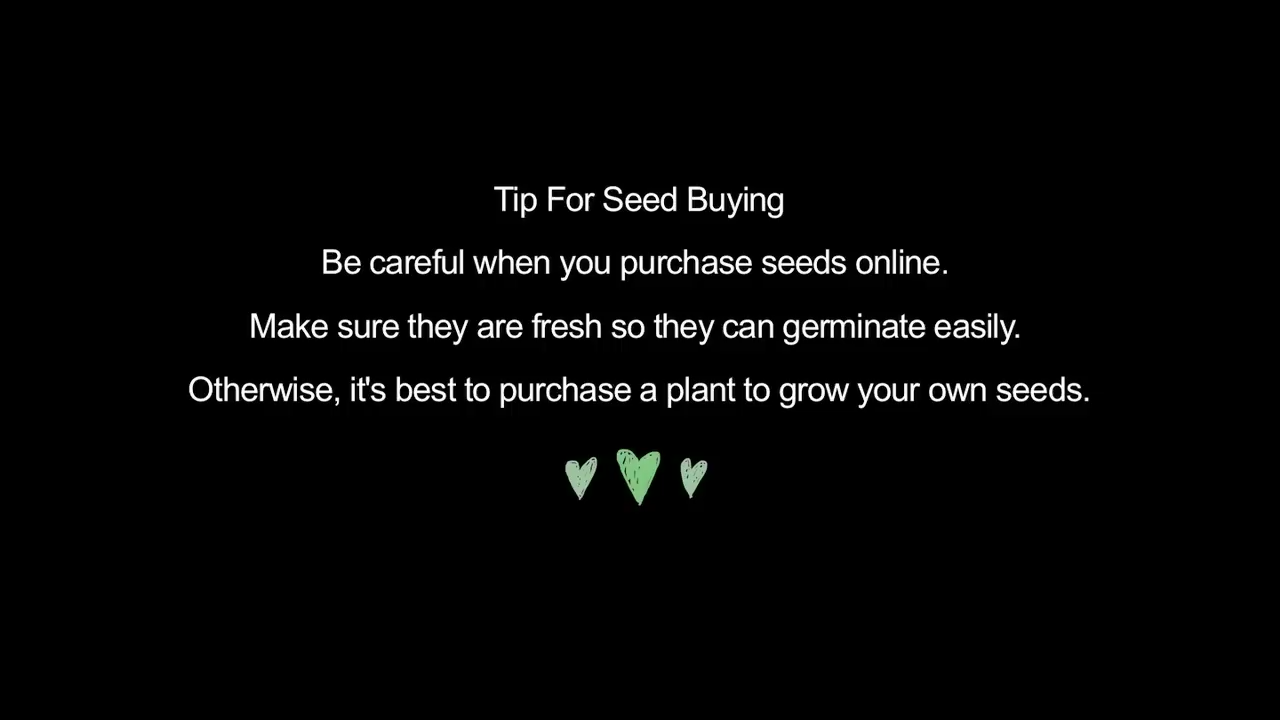 Tip For Seed Buying
Be careful when you purchase seeds online.
Make sure they are fresh so they can germinate easily.
Otherwise, it's best to purchase a plant to grow your own seeds.